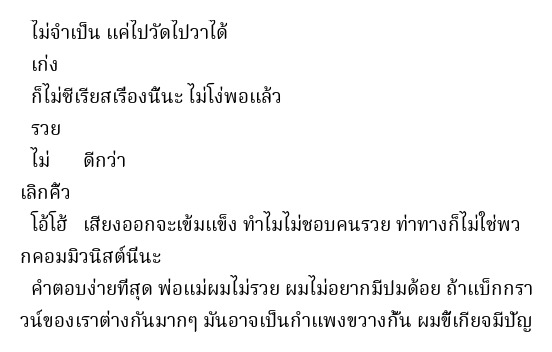 ไม่จำเป็น แค่ไปวัดไปวาได้
เก่ง
ก็ไม่ซีเรียสเรื่องนี้นะ ไม่โง่พอแล้ว
รวย
ไม่ ดีกว่า
เลิกคิ้ว
โอ้โฮ้ เสียงออกจะเข้มแข็ง ทำไมไม่ชอบคนรวย ท่าทางก็ไม่ใช่พว
กคอมมิวนิสต์นี่นะ
คำตอบง่ายที่สุด พ่อแม่ผมไม่รวย ผมไม่อยากมีปมด้อย ถ้าแบ็กกรา
วน์ของเราต่างกันมากๆ มันอาจเป็นกำแพงขวางกั้น ผมขี้เกียจมีปัญ